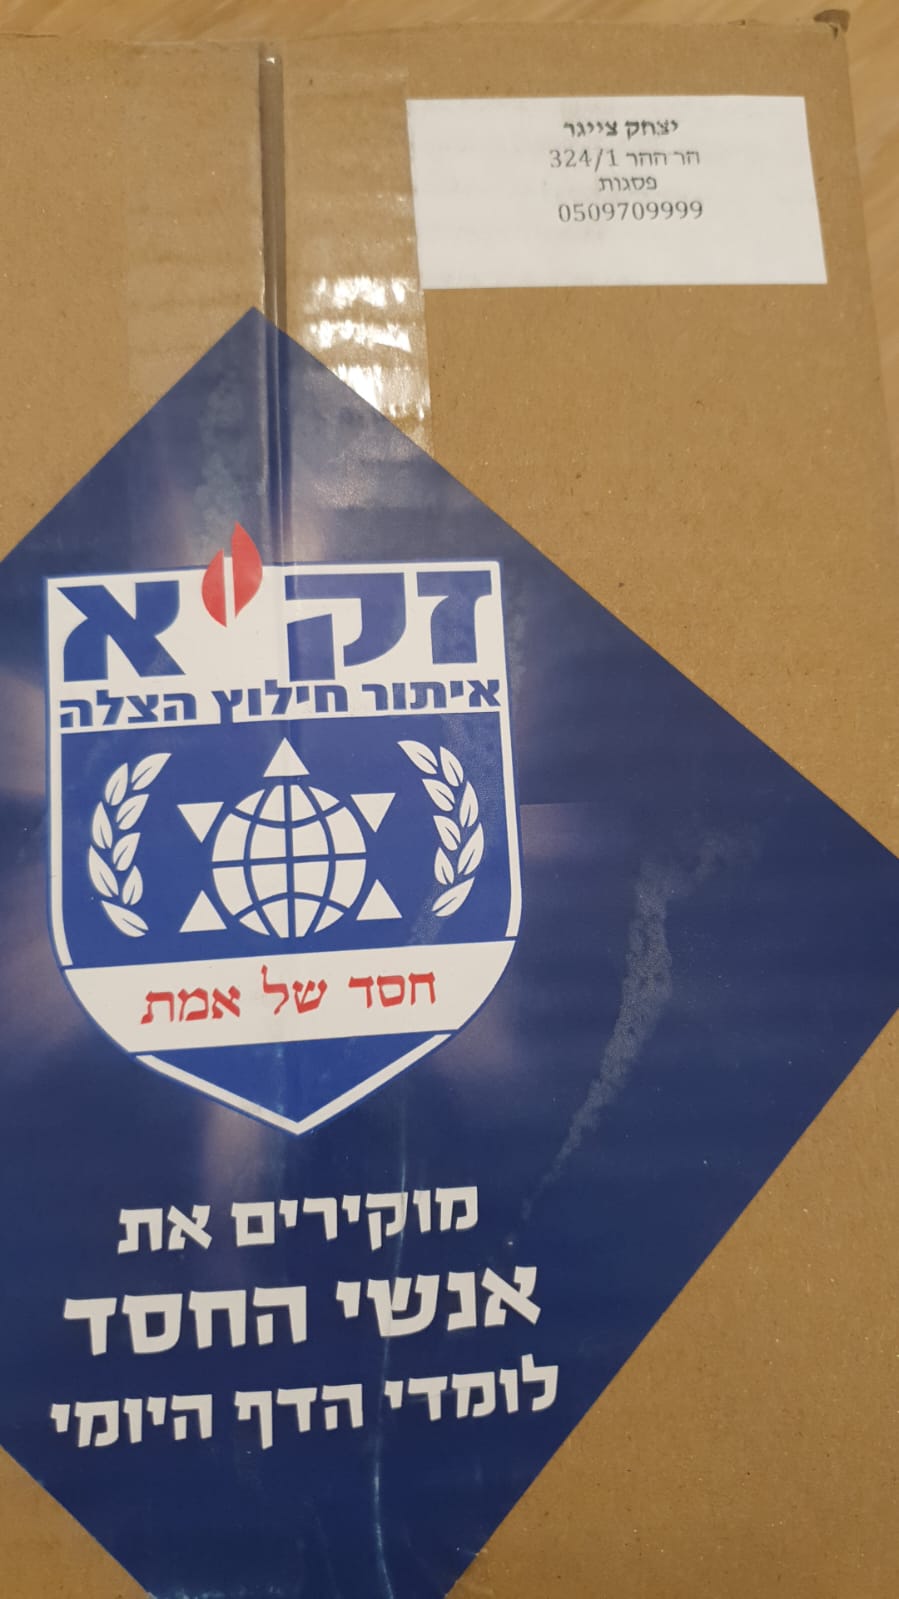 יצחק צייגר
הר ההר 324/1
פסגות
0509709999
זק"א
איתור חילוץ הצלה
חסד של אמת
מוקירים את
אנשי החסד
לומדי הדף היומי